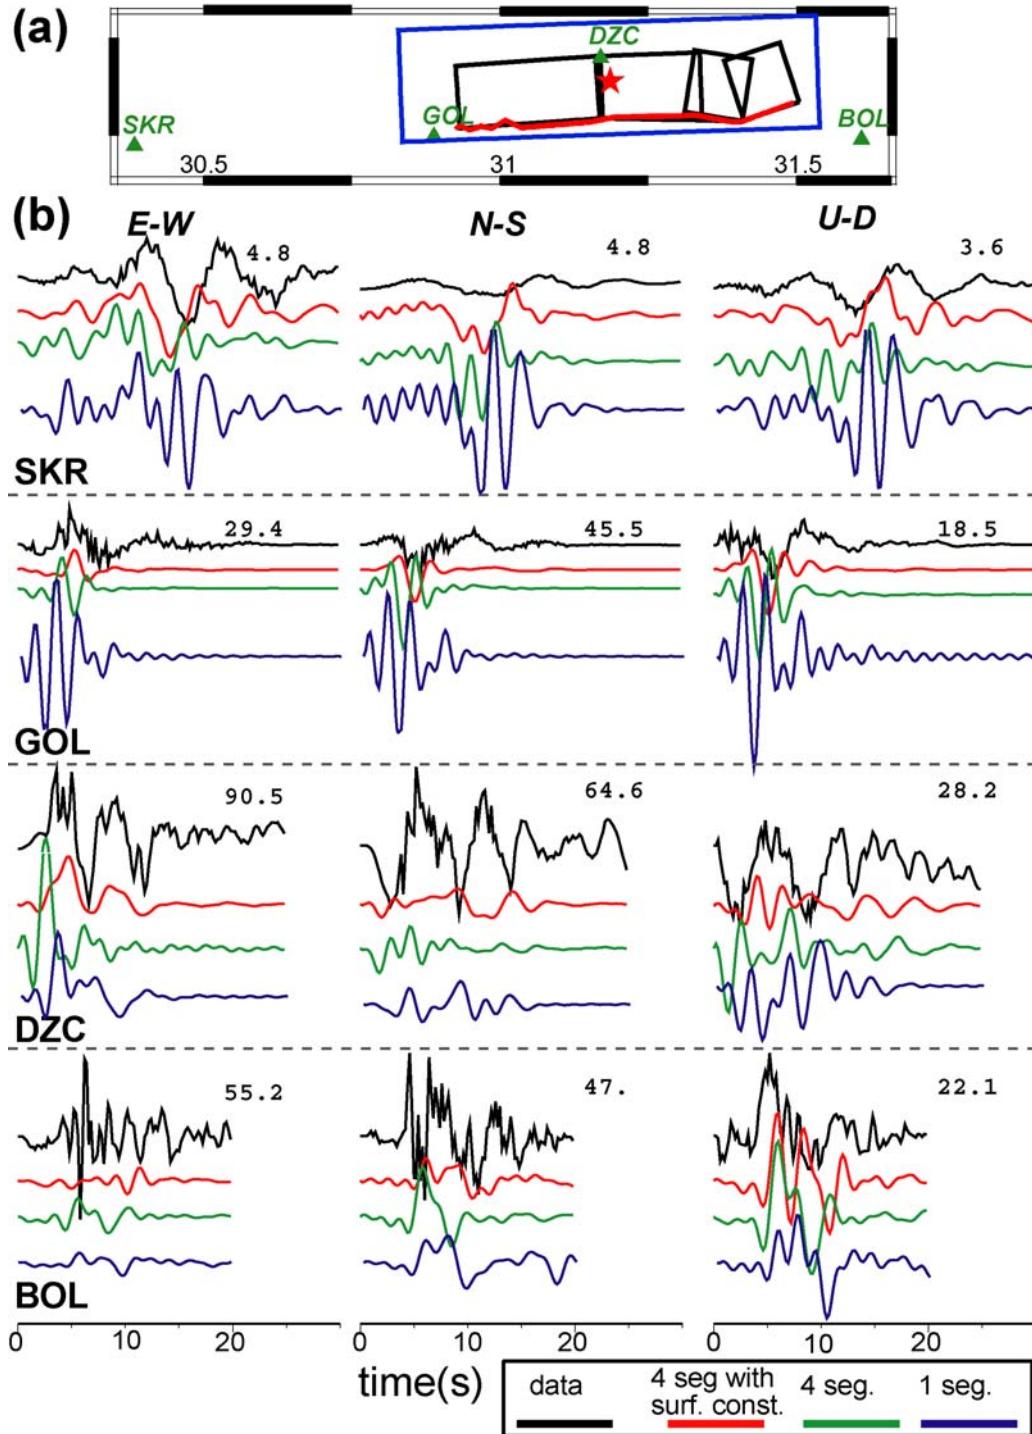 (a)
DZC
SKR
GOL
BOL
30.5
31
31.5
(b)
E-W
N-S
U-D
4.8
4.8
3.6
SKR
29.4
45.5
18.5
GOL
90.5
64.6
28.2
DZC
55.2
47.
22.1
BOL
0 10 20
0 10 20
0 10 20
time(s)
data
4 seg with
surf. const.
4 seg.
1 seg.